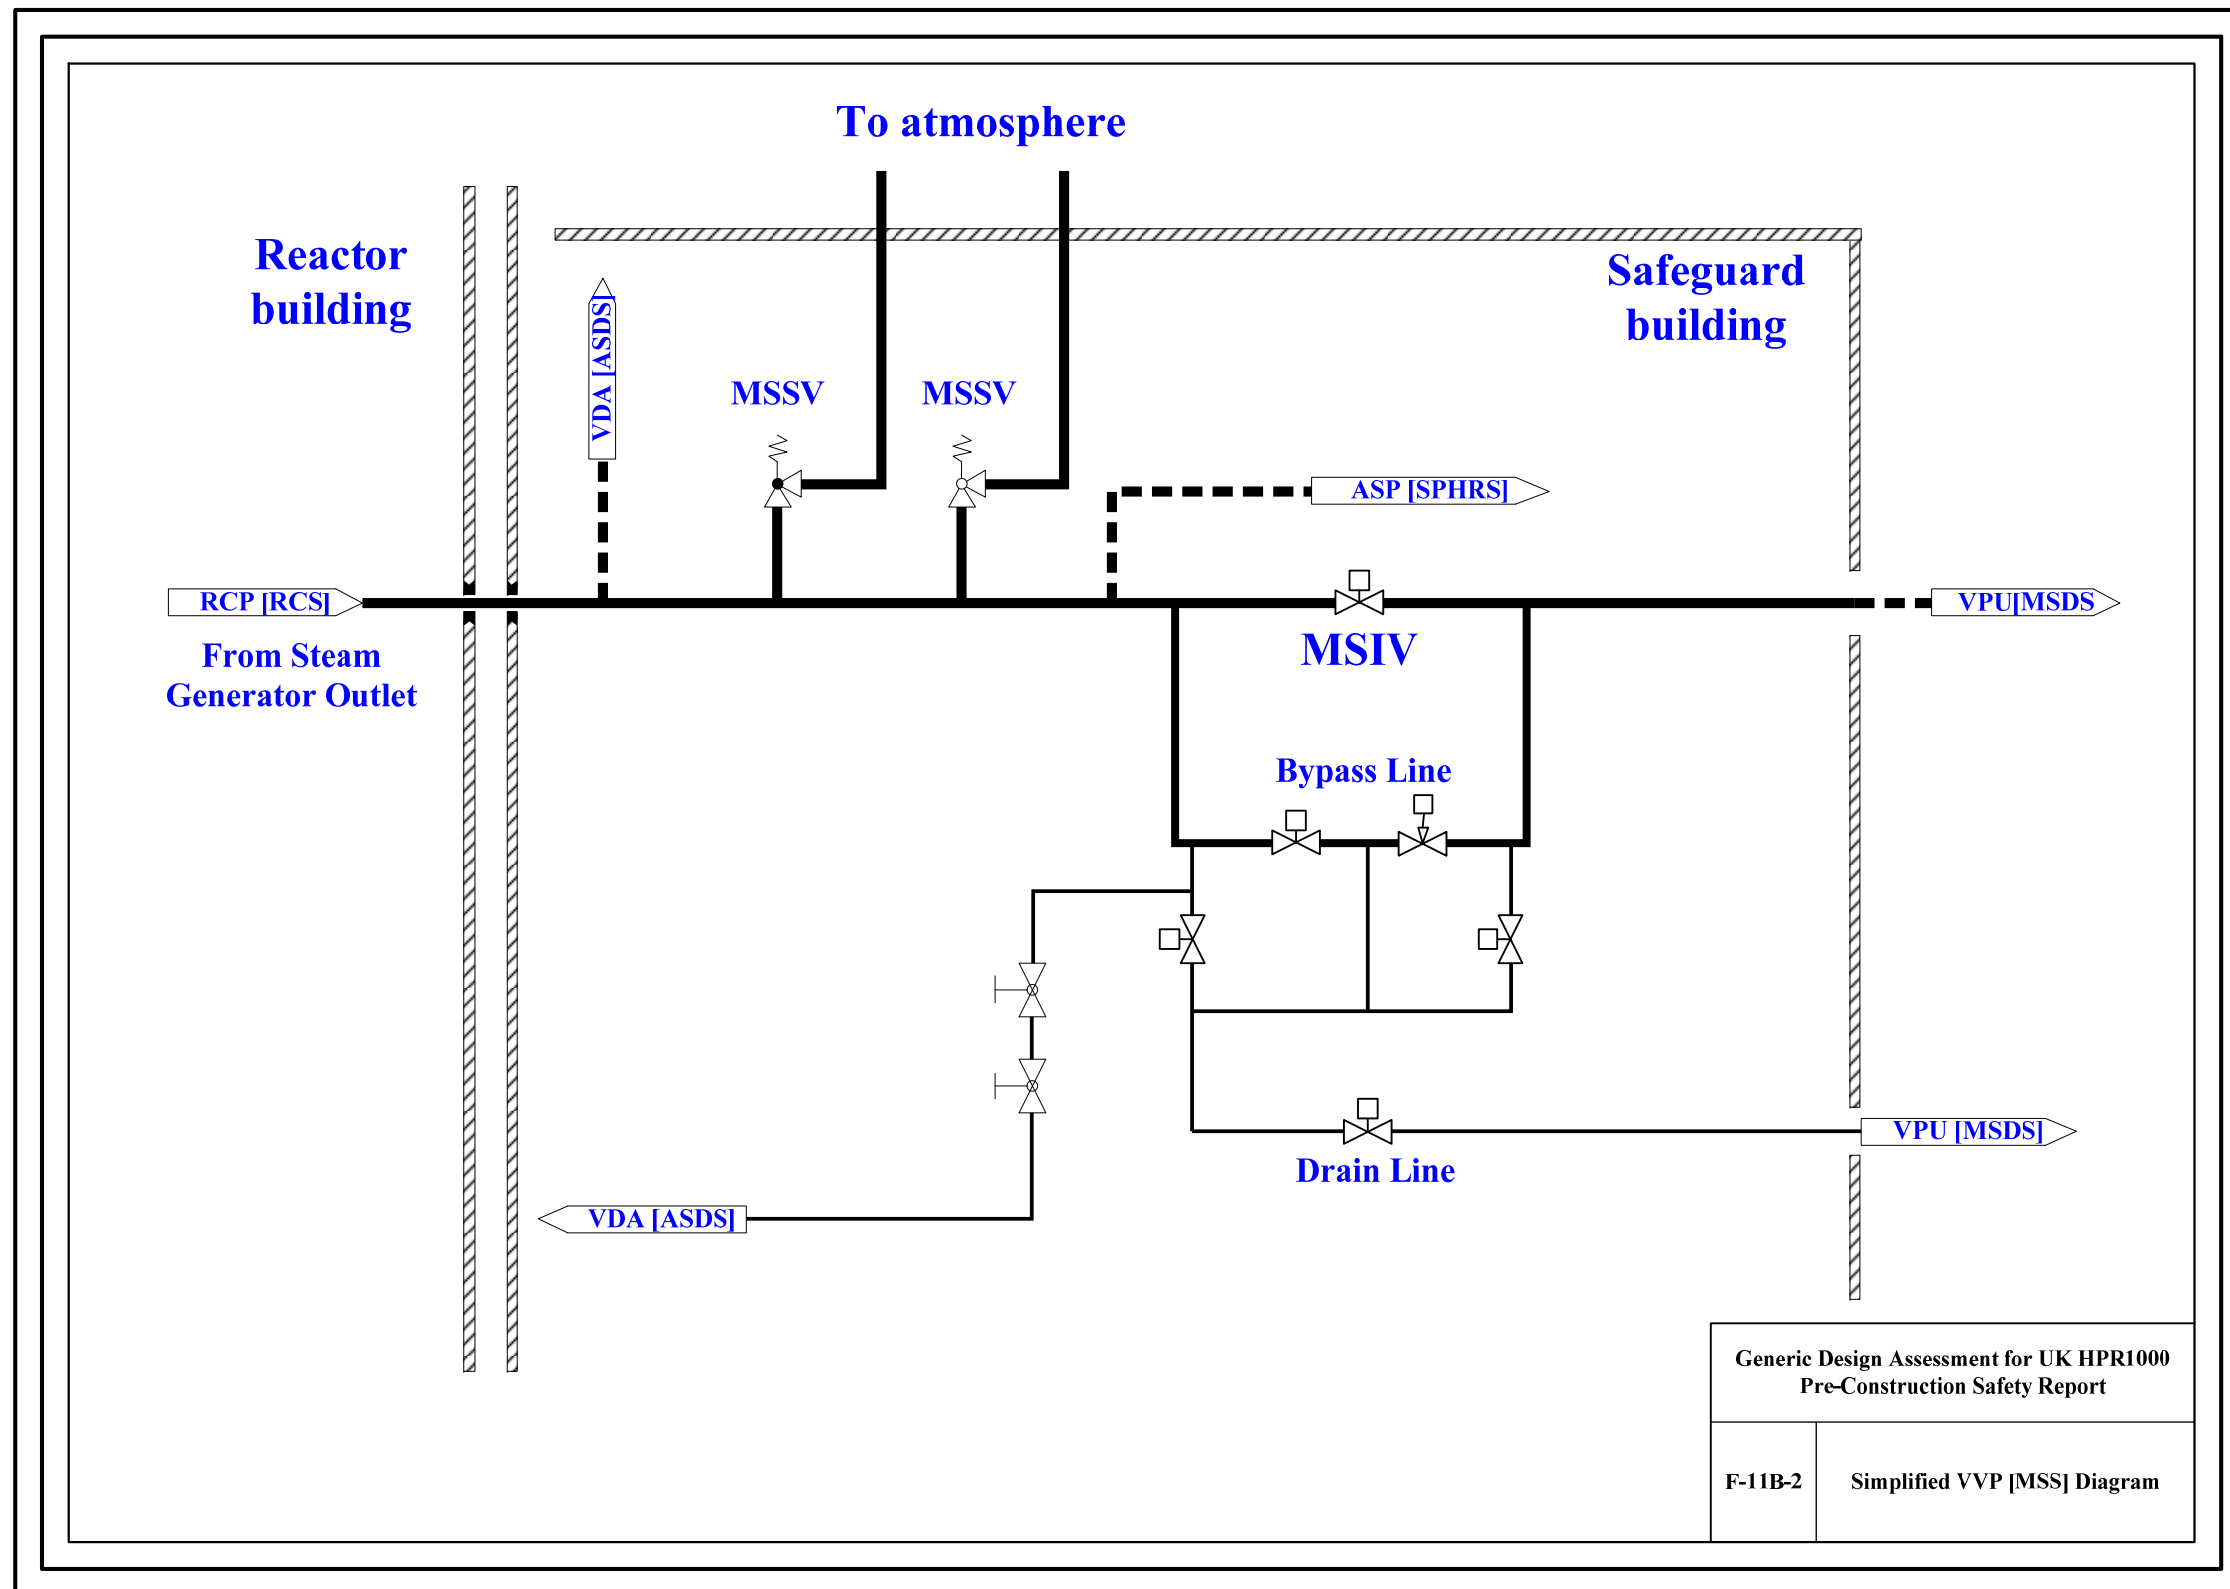 To atmosphere
Reactor
building
Safeguard
building
VDA [ASDS]
MSSV
MSSV
ASP [SPHRS]
RCP [RCS]
VPU[MSDS
From Steam
Generator Outlet
MSIV
Bypass Line
VPU [MSDS]
Drain Line
VDA [ASDS]
Generic Design Assessment for UK HPR1000
Pre-Construction Safety Report
F-11B-2
Simplified VVP [MSS] Diagram